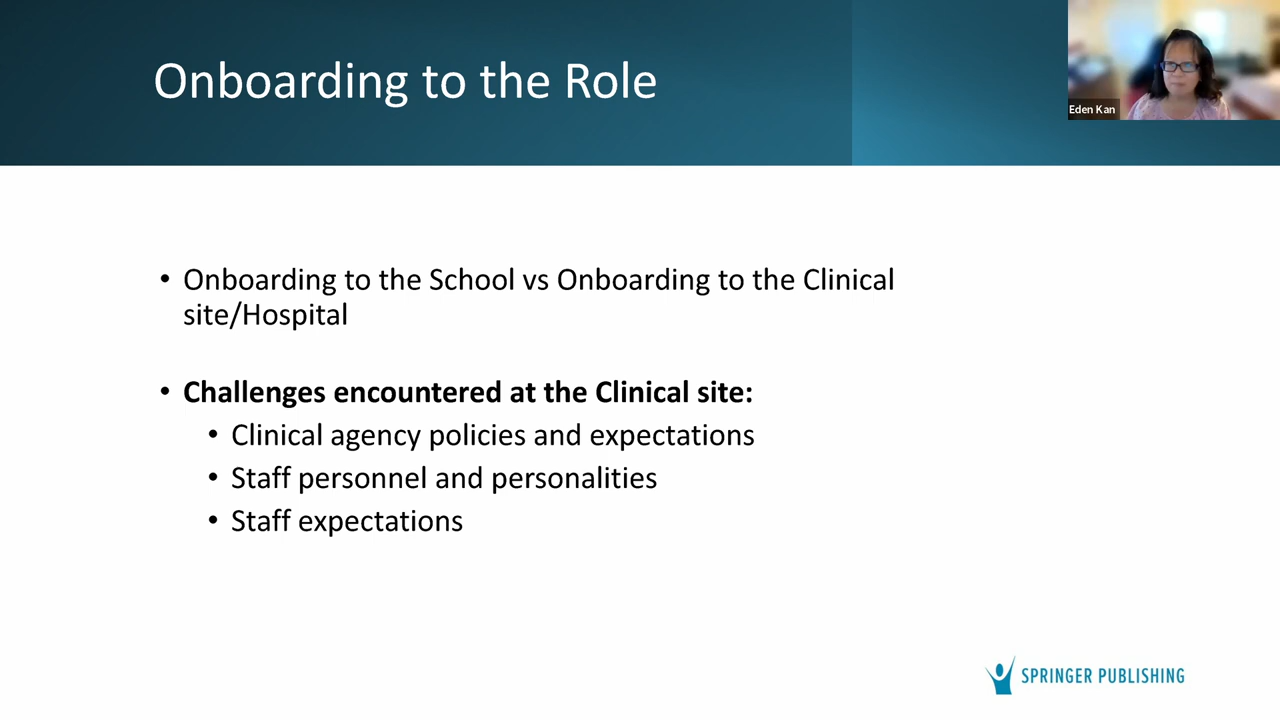 Onboarding to the Role
Eden Kan
• Onboarding to the School vs Onboarding to the Clinical
site/Hospital
• Challenges encountered at the Clinical site:
• Clinical agency policies and expectations
• Staff personnel and personalities
• Staff expectations
SPRINGER PUBLISHING